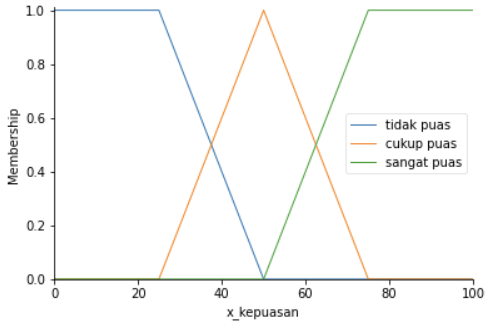 1.0
0.8
0.6
0.4
0.2
0.0
Membership
tidak puas
cukup puas
sangat puas
0 20 40 60 80 100
x_kepuasan